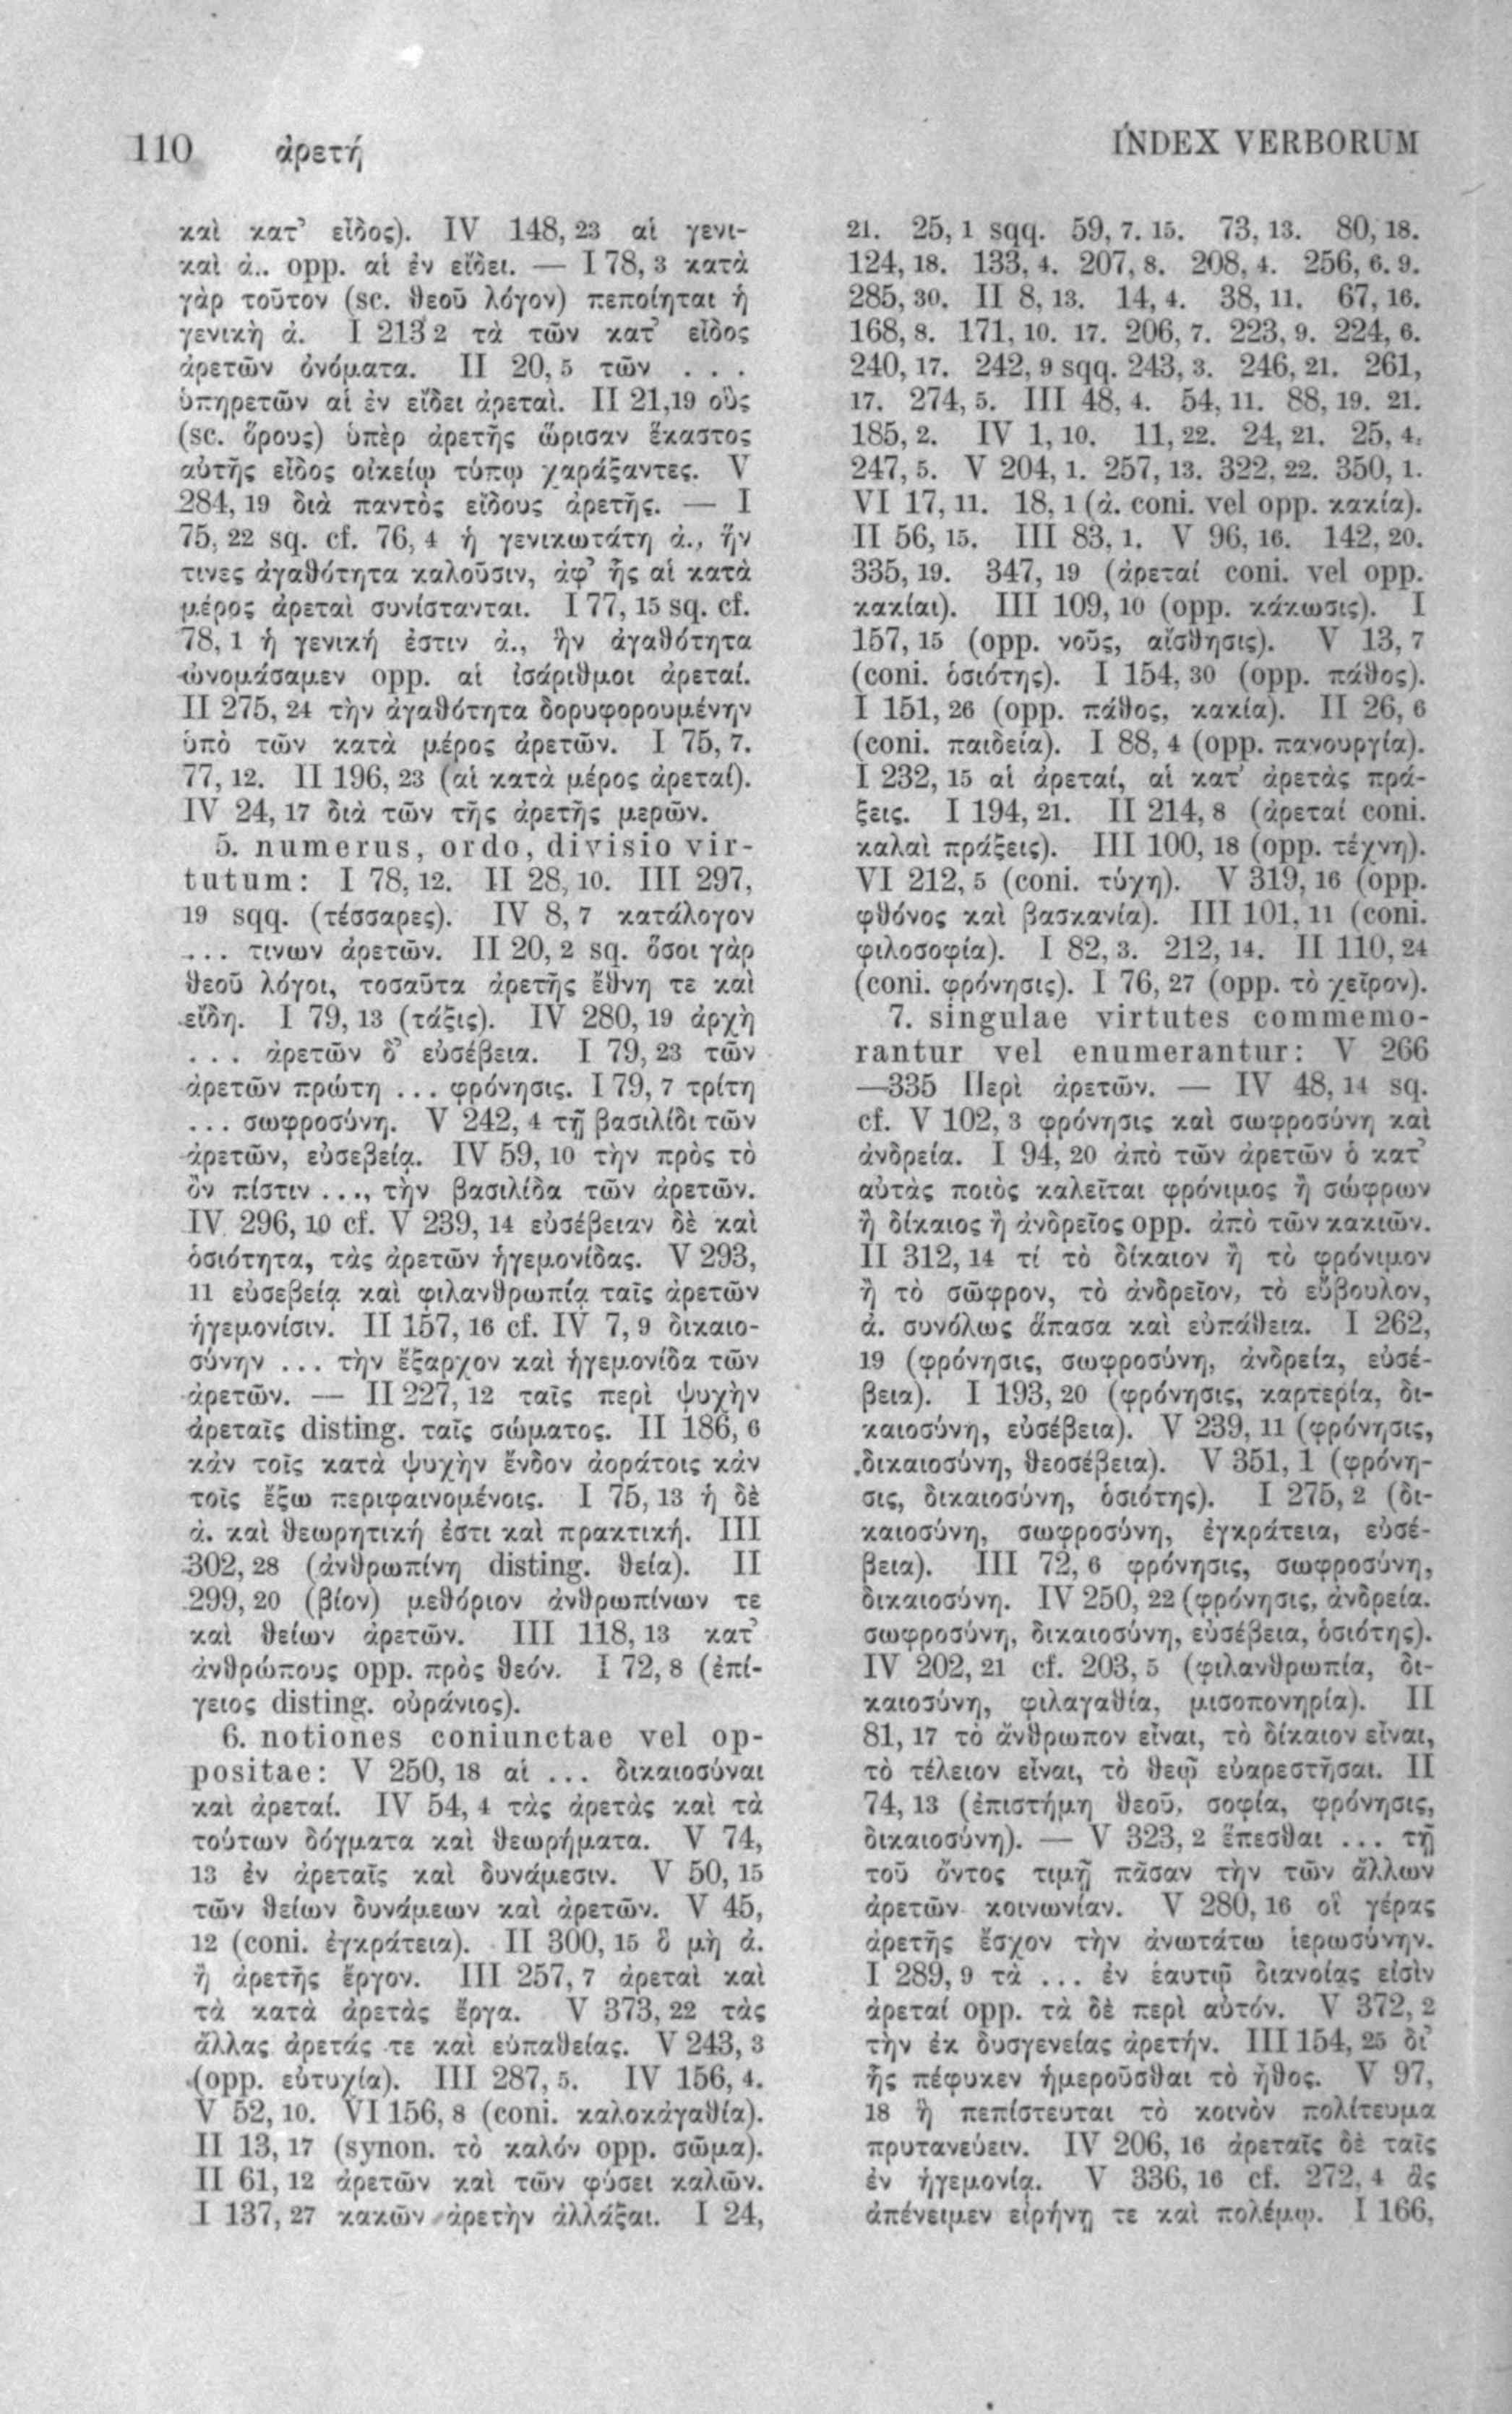 110 ἀρετή
INDEX VERBORUM
καὶ κατ’ εἶδος). IV 148, 23 αἱ γενι-
καὶ ἀ.. opp. αἱ ἐν εἴδει. — I 78, 3 κατὰ
γὰρ τοῦτον (sc. θεοῦ λόγον) πεποίηται ἡ
γενικὴ ἀ. I 213 2 τὰ τῶν κατ’ εἶδος
ἀρετῶν ὀνόματα. II 20, 5 τῶν . . .
ὑπηρετῶν αἱ ἐν εἴδει ἀρεταί. II 21,19 οὓς
(sc. ὅρους) ὑπὲρ ἀρετῆς ὥρισαν ἕκαστος
αὐτῆς εἶδος οἰκείῳ τύπῳ χαράξαντες. V
284, 19 διὰ παντὸς εἴδους ἀρετῆς. — I
75, 22 sq. cf. 76, 4 ἡ γενικωτάτη ἀ., ἥν
τινες ἀγαθότητα καλοῦσιν, ἀφ’ ἧς αἱ κατὰ
μέρος ἀρεταὶ συνίστανται. I 77, 15 sq. cf.
78, 1 ἡ γενική ἐστιν ἀ., ἣν ἀγαθότητα
ὠνομάσαμεν opp. αἱ ἰσάριθμοι ἀρεταί.
II 275, 24 τὴν ἀγαθότητα δορυφορουμένην
ὑπὸ τῶν κατὰ μέρος ἀρετῶν. I 75, 7.
77, 12. II 196, 23 (αἱ κατὰ μέρος ἀρεταί).
IV 24, 17 διὰ τῶν τῆς ἀρετῆς μερῶν.
5. numerus, ordo, divisio vir-
tutum: I 78, 12. II 28, 10. III 297,
19 sqq. (τέσσαρες). IV 8, 7 κατάλογον
... τινων ἀρετῶν. II 20, 2 sq. ὅσοι γὰρ
θεοῦ λόγοι, τοσαῦτα ἀρετῆς ἔθνη τε καὶ
εἴδη. I 79, 13 (τάξις). IV 280, 19 ἀρχὴ
. . . ἀρετῶν δ’ εὐσέβεια. I 79, 23 τῶν
ἀρετῶν πρώτη ... φρόνησις. I 79, 7 τρίτη
... σωφροσύνη. V 242, 4 τῇ βασιλίδι τῶν
ἀρετῶν, εὐσεβείᾳ. IV 59, 10 τὴν πρὸς τὸ
ὂν πίστιν ..., τὴν βασιλίδα τῶν ἀρετῶν.
IV 296, 10 cf. V 239, 14 εὐσέβειαν δὲ καὶ
ὁσιότητα, τὰς ἀρετῶν ἡγεμονίδας. V 293,
11 εὐσεβείᾳ καὶ φιλανθρωπίᾳ ταῖς ἀρετῶν
ἡγεμονίσιν. II 157, 16 cf. IV 7, 9 δικαιο-
σύνην ... τὴν ἔξαρχον καὶ ἡγεμονίδα τῶν
ἀρετῶν. — II 227, 12 ταῖς περὶ ψυχὴν
ἀρεταῖς disting. ταῖς σώματος. II 186, 6
κἀν τοῖς κατὰ ψυχὴν ἔνδον ἀοράτοις κἀν
τοῖς ἔξω περιφαινομένοις. I 75, 13 ἡ δὲ
ἀ. καὶ θεωρητική ἐστι καὶ πρακτική. III
302, 28 (ἀνθρωπίνη disting. θεία). II
299, 20 (βίον) μεθόριον ἀνθρωπίνων τε
καὶ θείων ἀρετῶν. III 118, 13 κατ’
ἀνθρώπους opp. πρὸς θεόν. I 72, 8 (ἐπί-
γειος disting. οὐράνιος).
6. notiones coniunctae vel op-
positae: V 250, 18 αἱ ... δικαιοσύναι
καὶ ἀρεταί. IV 54, 4 τὰς ἀρετὰς καὶ τὰ
τούτων δόγματα καὶ θεωρήματα. V 74,
13 ἐν ἀρεταῖς καὶ δυνάμεσιν. V 50, 15
τῶν θείων δυνάμεων καὶ ἀρετῶν. V 45,
12 (coni. ἐγκράτεια). II 300, 15 ὃ μὴ ἀ.
ἢ ἀρετῆς ἔργον. III 257, 7 ἀρεταὶ καὶ
τὰ κατὰ ἀρετὰς ἔργα. V 373, 22 τὰς
ἄλλας ἀρετάς τε καὶ εὐπαθείας. V 243, 3
(opp. εὐτυχία). III 287, 5. IV 156, 4.
V 52, 10. VI 156, 8 (coni. καλοκἀγαθία).
II 13, 17 (synon. τὸ καλόν opp. σῶμα).
II 61, 12 ἀρετῶν καὶ τῶν φύσει καλῶν.
I 137, 27 κακῶν ἀρετὴν ἀλλάξαι. I 24,
21. 25, 1 sqq. 59, 7. 15. 73, 13. 80, 18.
124, 18. 133, 4. 207, 8. 208, 4. 256, 6. 9.
285, 30. II 8, 13. 14, 4. 38, 11. 67, 16.
168, 8. 171, 10. 17. 206, 7. 223, 9. 224, 6.
240, 17. 242, 9 sqq. 243, 3. 246, 21. 261,
17. 274, 5. III 48, 4. 54, 11. 88, 19. 21.
185, 2. IV 1, 10. 11, 22. 24, 21. 25, 4.
247, 5. V 204, 1. 257, 13. 322, 22. 350, 1.
VI 17, 11. 18, 1 (ἀ. coni. vel opp. κακία).
II 56, 15. III 83, 1. V 96, 16. 142, 20.
335, 19. 347, 19 (ἀρεταί coni. vel opp.
κακίαι). III 109, 10 (opp. κάκωσις). I
157, 15 (opp. νοῦς, αἴσθησις). V 13, 7
(coni. ὁσιότης). I 154, 30 (opp. πάθος).
I 151, 26 (opp. πάθος, κακία). II 26, 6
(coni. παιδεία). I 88, 4 (opp. πανουργία).
I 232, 15 αἱ ἀρεταί, αἱ κατ’ ἀρετὰς πρά-
ξεις. I 194, 21. II 214, 8 (ἀρεταί coni.
καλαὶ πράξεις). III 100, 18 (opp. τέχνη).
VI 212, 5 (coni. τύχη). V 319, 16 (opp.
φθόνος καὶ βασκανία). III 101, 11 (coni.
φιλοσοφία). I 82, 3. 212, 14. II 110, 24
(coni. φρόνησις). I 76, 27 (opp. τὸ χεῖρον).
7. singulae virtutes commemo-
rantur vel enumerantur: V 266
—335 Περὶ ἀρετῶν. — IV 48, 14 sq.
cf. V 102, 3 φρόνησις καὶ σωφροσύνη καὶ
ἀνδρεία. I 94, 20 ἀπὸ τῶν ἀρετῶν ὁ κατ’
αὐτὰς ποιὸς καλεῖται φρόνιμος ἢ σώφρων
ἢ δίκαιος ἢ ἀνδρεῖος opp. ἀπὸ τῶν κακιῶν.
II 312, 14 τί τὸ δίκαιον ἢ τὸ φρόνιμον
ἢ τὸ σῶφρον, τὸ ἀνδρεῖον, τὸ εὔβουλον,
ἀ. συνόλως ἅπασα καὶ εὐπάθεια. I 262,
19 (φρόνησις, σωφροσύνη, ἀνδρεία, εὐσέ-
βεια). I 193, 20 (φρόνησις, καρτερία, δι-
καιοσύνη, εὐσέβεια). V 239, 11 (φρόνησις,
δικαιοσύνη, θεοσέβεια). V 351, 1 (φρόνη-
σις, δικαιοσύνη, ὁσιότης). I 275, 2 (δι-
καιοσύνη, σωφροσύνη, ἐγκράτεια, εὐσέ-
βεια). III 72, 6 φρόνησις, σωφροσύνη,
δικαιοσύνη. IV 250, 22 (φρόνησις, ἀνδρεία.
σωφροσύνη, δικαιοσύνη, εὐσέβεια, ὁσιότης).
IV 202, 21 cf. 203, 5 (φιλανθρωπία, δι-
καιοσύνη, φιλαγαθία, μισοπονηρία). II
81, 17 τὸ ἄνθρωπον εἶναι, τὸ δίκαιον εἶναι,
τὸ τέλειον εἶναι, τὸ θεῷ εὐαρεστῆσαι. II
74, 13 (ἐπιστήμη θεοῦ, σοφία, φρόνησις,
δικαιοσύνη). — V 323, 2 ἕπεσθαι ... τῇ
τοῦ ὄντος τιμῇ πᾶσαν τὴν τῶν ἄλλων
ἀρετῶν κοινωνίαν. V 280, 16 οἳ γέρας
ἀρετῆς ἔσχον τὴν ἀνωτάτω ἱερωσύνην.
I 289, 9 τὰ ... ἐν ἑαυτῷ διανοίας εἰσὶν
ἀρεταί opp. τὰ δὲ περὶ αὐτόν. V 372, 2
τὴν ἐκ δυσγενείας ἀρετήν. III 154, 25 δι’
ἧς πέφυκεν ἡμεροῦσθαι τὸ ἦθος. V 97,
18 ᾗ πεπίστευται τὸ κοινὸν πολίτευμα
πρυτανεύειν. IV 206, 16 ἀρεταῖς δὲ ταῖς
ἐν ἡγεμονίᾳ. V 336, 16 cf. 272, 4 ἃς
ἀπένειμεν εἰρήνῃ τε καὶ πολέμῳ. I 166,